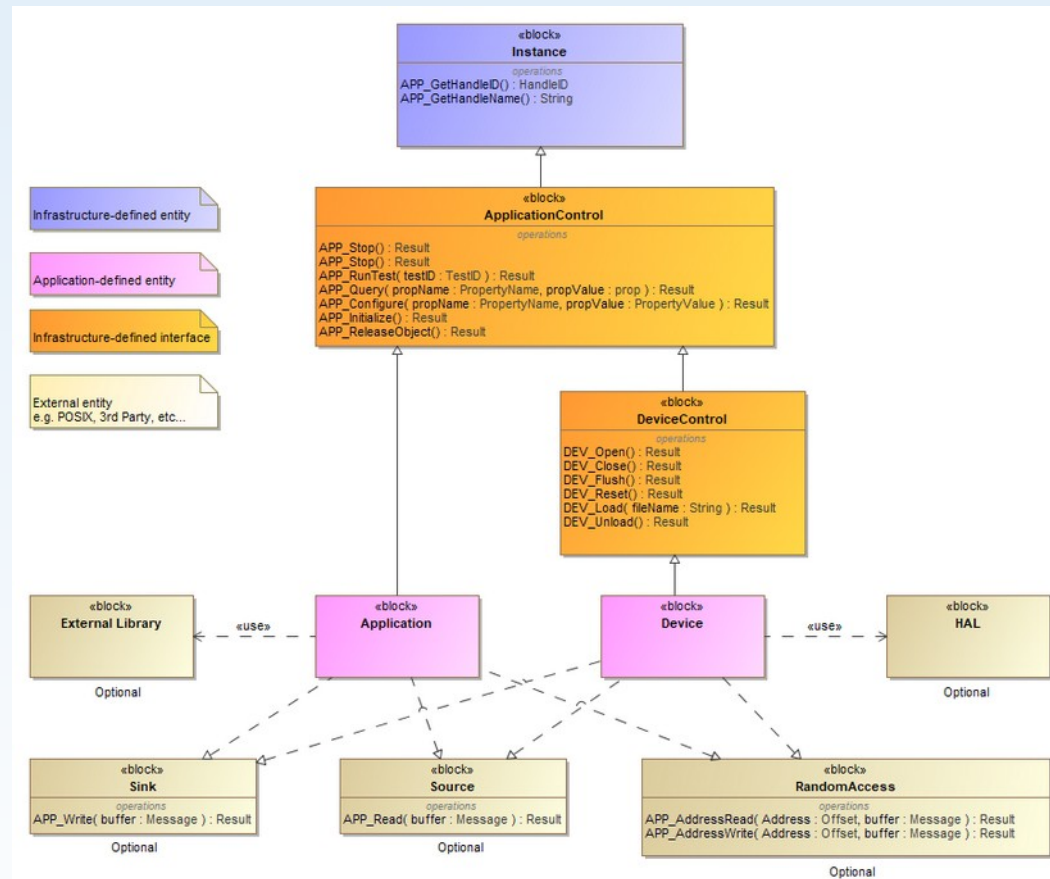 «block»
Instance
operations
APP_GetHandleID() : HandleID
APP_GetHandleName() : String
Infrastructure-defined entity
Application-defined entity
Infrastructure-defined interface
External entity
e.g. POSIX, 3rd Party, etc...
«block»
ApplicationControl
operations
APP_Stop() : Result
APP_Stop() : Result
APP_RunTest( testID : TestID ) : Result
APP_Query( propName : PropertyName, propValue : prop ) : Result
APP_Configure( propName : PropertyName, propValue : PropertyValue ) : Result
APP_Initialize() : Result
APP_ReleaseObject() : Result
«block»
DeviceControl
operations
DEV_Open() : Result
DEV_Close() : Result
DEV_Flush() : Result
DEV_Reset() : Result
DEV_Load( fileName : String ) : Result
DEV_Unload() : Result
«block»
External Library
Optional
«use»
«block»
Application
«block»
Device
«use»
«block»
HAL
Optional
«block»
Sink
operations
APP_Write( buffer : Message ) : Result
Optional
«block»
Source
operations
APP_Read( buffer : Message ) : Result
Optional
«block»
RandomAccess
operations
APP_AddressRead( Address : Offset, buffer : Message ) : Result
APP_AddressWrite( Address : Offset, buffer : Message ) : Result
Optional